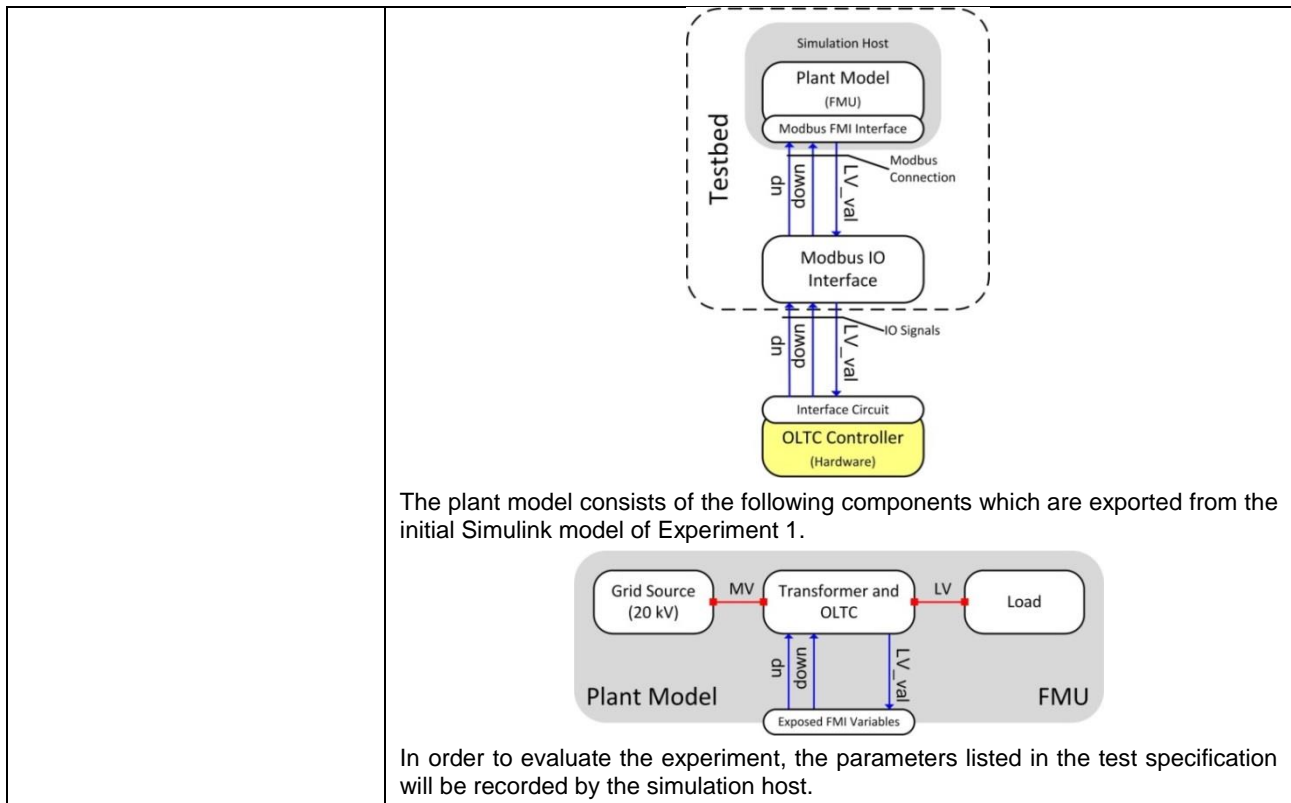 Simulation Host
Plant Model
(FMU)
Modbus FMI Interface
Testbed
up
down
LV_val
Modbus
Connection
Modbus IO
Interface
up
down
LV_val
IO Signals
Interface Circuit
OLTC Controller
(Hardware)
The plant model consists of the following components which are exported from the
initial Simulink model of Experiment 1.
Grid Source
(20 kV)
MV
Transformer and
OLTC
LV
Load
up
down
LV_val
Plant Model
FMU
Exposed FMI Variables
In order to evaluate the experiment, the parameters listed in the test specification
will be recorded by the simulation host.